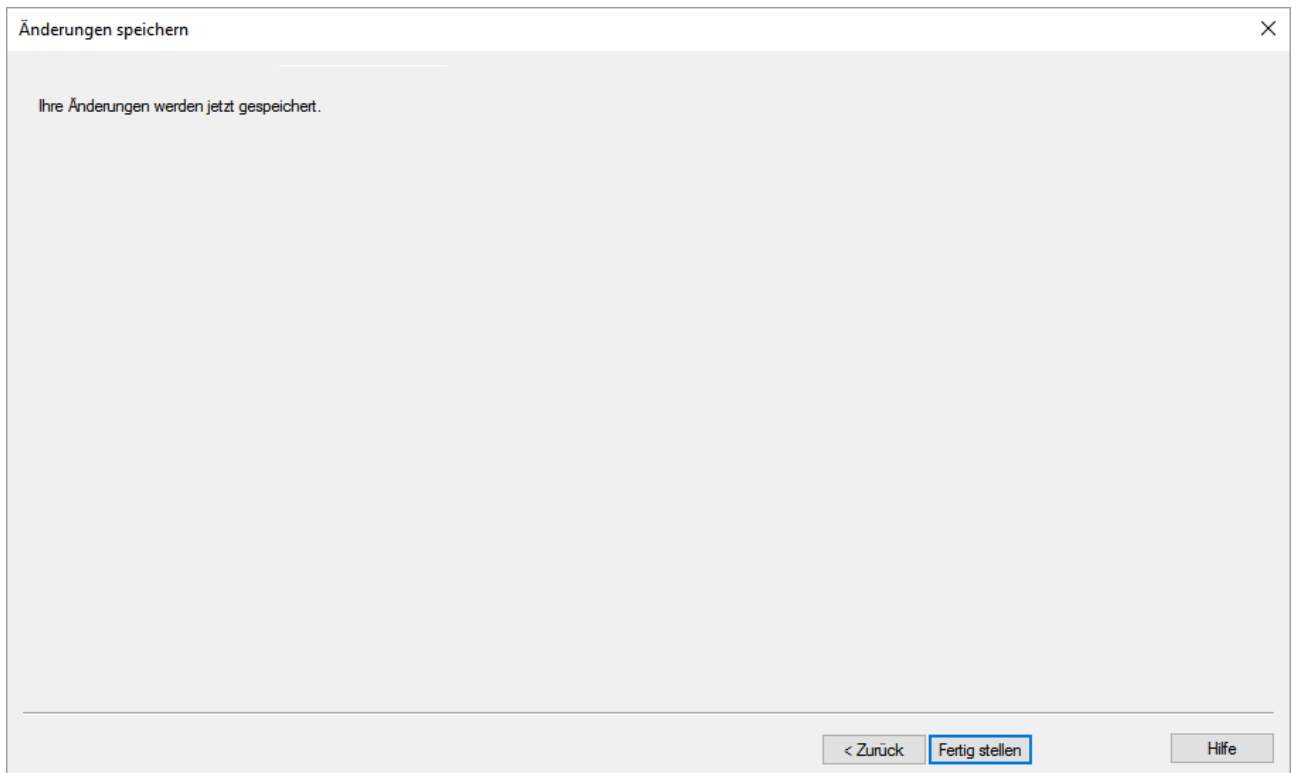 Änderungen speichern
Ihre Änderungen werden jetzt gespeichert.
< Zurück
Fertig stellen
Hilfe